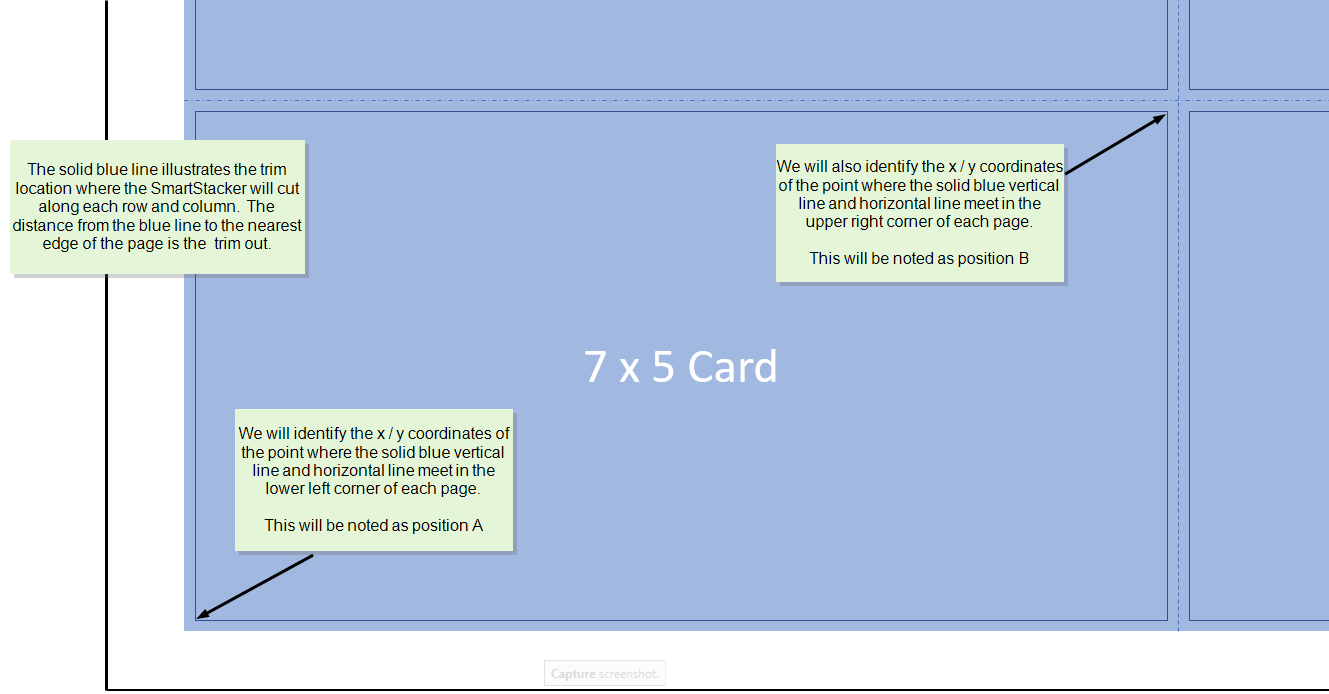 The solid blue line illustrates the trim
location where the SmartStacker will cut
along each row and column. The
distance from the blue line to the nearest
edge of the page is the trim out.
We will also identify the x / y coordinates
of the point where the solid blue vertical
line and horizontal line meet in the
upper right corner of each page.
This will be noted as position B
7 x 5 Card
We will identify the x / y coordinates of
the point where the solid blue vertical
line and horizontal line meet in the
lower left corner of each page.
This will be noted as position A
Capture screenshot.